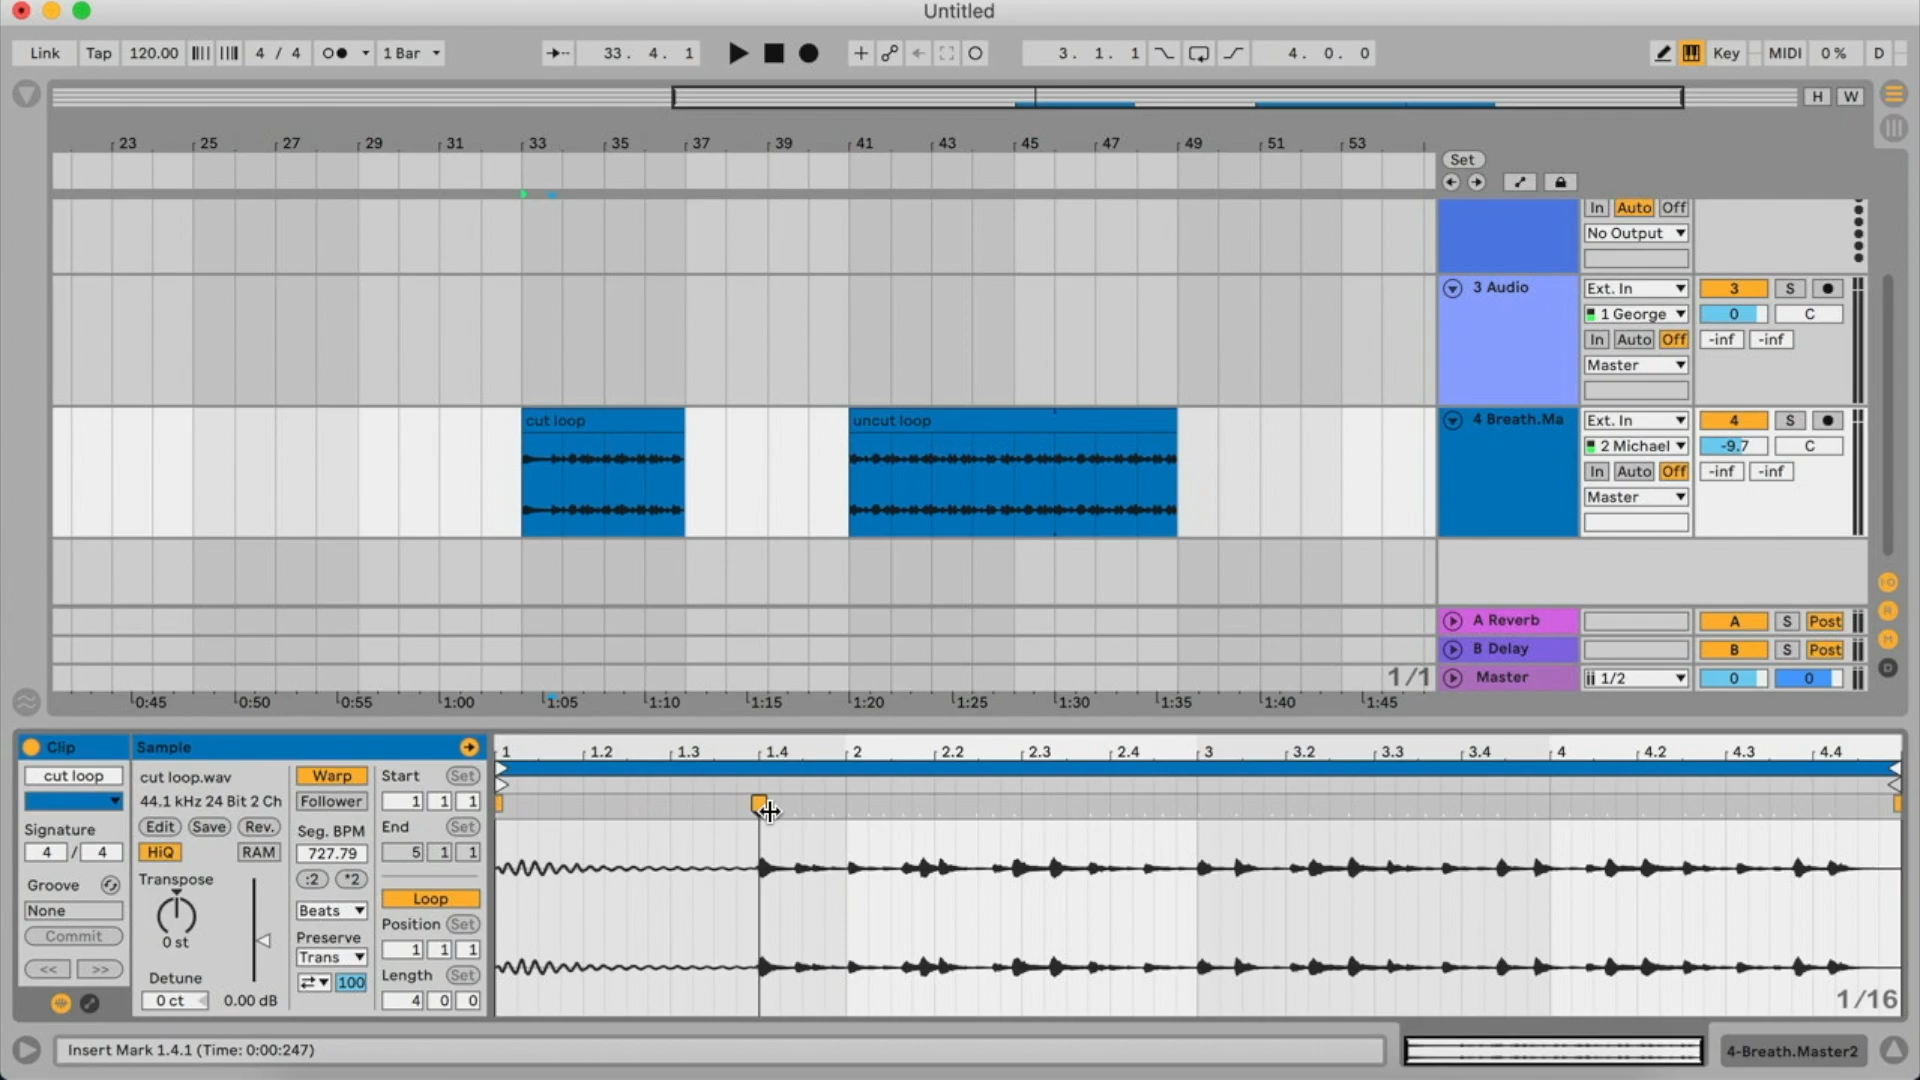 Untitled
Link Tap 120.00 4 / 4 1 Bar 33. 4. 1 3. 1. 1 4. 0. 0 Key MIDI 0 % D
H W
23 25 27 29 31 33 35 37 39 41 43 45 47 49 51 53
Set
In Auto Off
No Output
3 Audio Ext. In 3 S
1 George 0 C
In Auto Off -inf -inf
Master
cut loop uncut loop 4 Breath.Ma Ext. In 4 S
2 Michael -9.7 C
In Auto Off -inf -inf
Master
A Reverb A S Post
B Delay B S Post
1/1 Master 1/2 0 0
0:45 0:50 0:55 1:00 1:05 1:10 1:15 1:20 1:25 1:30 1:35 1:40 1:45
Clip Sample 1 1.2 1.3 1.4 2 2.2 2.3 2.4 3 3.2 3.3 3.4 4 4.2 4.3 4.4
cut loop cut loop.wav Warp Start Set
44.1 kHz 24 Bit 2 Ch Follower 1 1 1
Signature Edit Save Rev. Seg. BPM End Set
4 / 4 HiQ RAM 727.79 5 1 1
Groove Transpose :2 *2
None Beats Loop
Commit 0 st Preserve Position Set
Trans 1 1 1
<< >> Detune 100 Length Set
0 ct 0.00 dB 4 0 0
1/16
Insert Mark 1.4.1 (Time: 0:00:247) 4-Breath.Master2